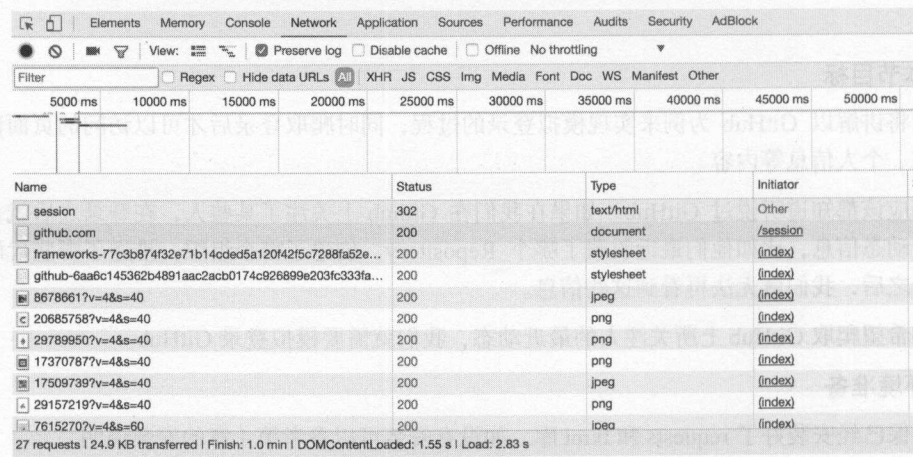 Elements Memory Console Network Application Sources Performance Audits Security AdBlock
View: Preserve log Disable cache Offline No throttling
Filter Regex Hide data URLs All XHR JS CSS Img Media Font Doc WS Manifest Other
5000 ms 10000 ms 15000 ms 20000 ms 25000 ms 30000 ms 35000 ms 40000 ms 45000 ms 50000 ms
Name Status Type Initiator
session 302 text/html Other
github.com 200 document /session
frameworks-77c3b874f32e71b14cded5a120f42f5c7288fa52e... 200 stylesheet (index)
github-6aa6c145362b4891aac2acb0174c926899e203fc333fa... 200 stylesheet (index)
8678661?v=4&s=40 200 jpeg (index)
20685758?v=4&s=40 200 png (index)
29789950?v=4&s=40 200 png (index)
17370787?v=4&s=40 200 png (index)
17509739?v=4&s=40 200 jpeg (index)
29157219?v=4&s=40 200 png (index)
7615270?v=4&s=60 200 jpeg (index)
27 requests | 24.9 KB transferred | Finish: 1.0 min | DOMContentLoaded: 1.55 s | Load: 2.83 s